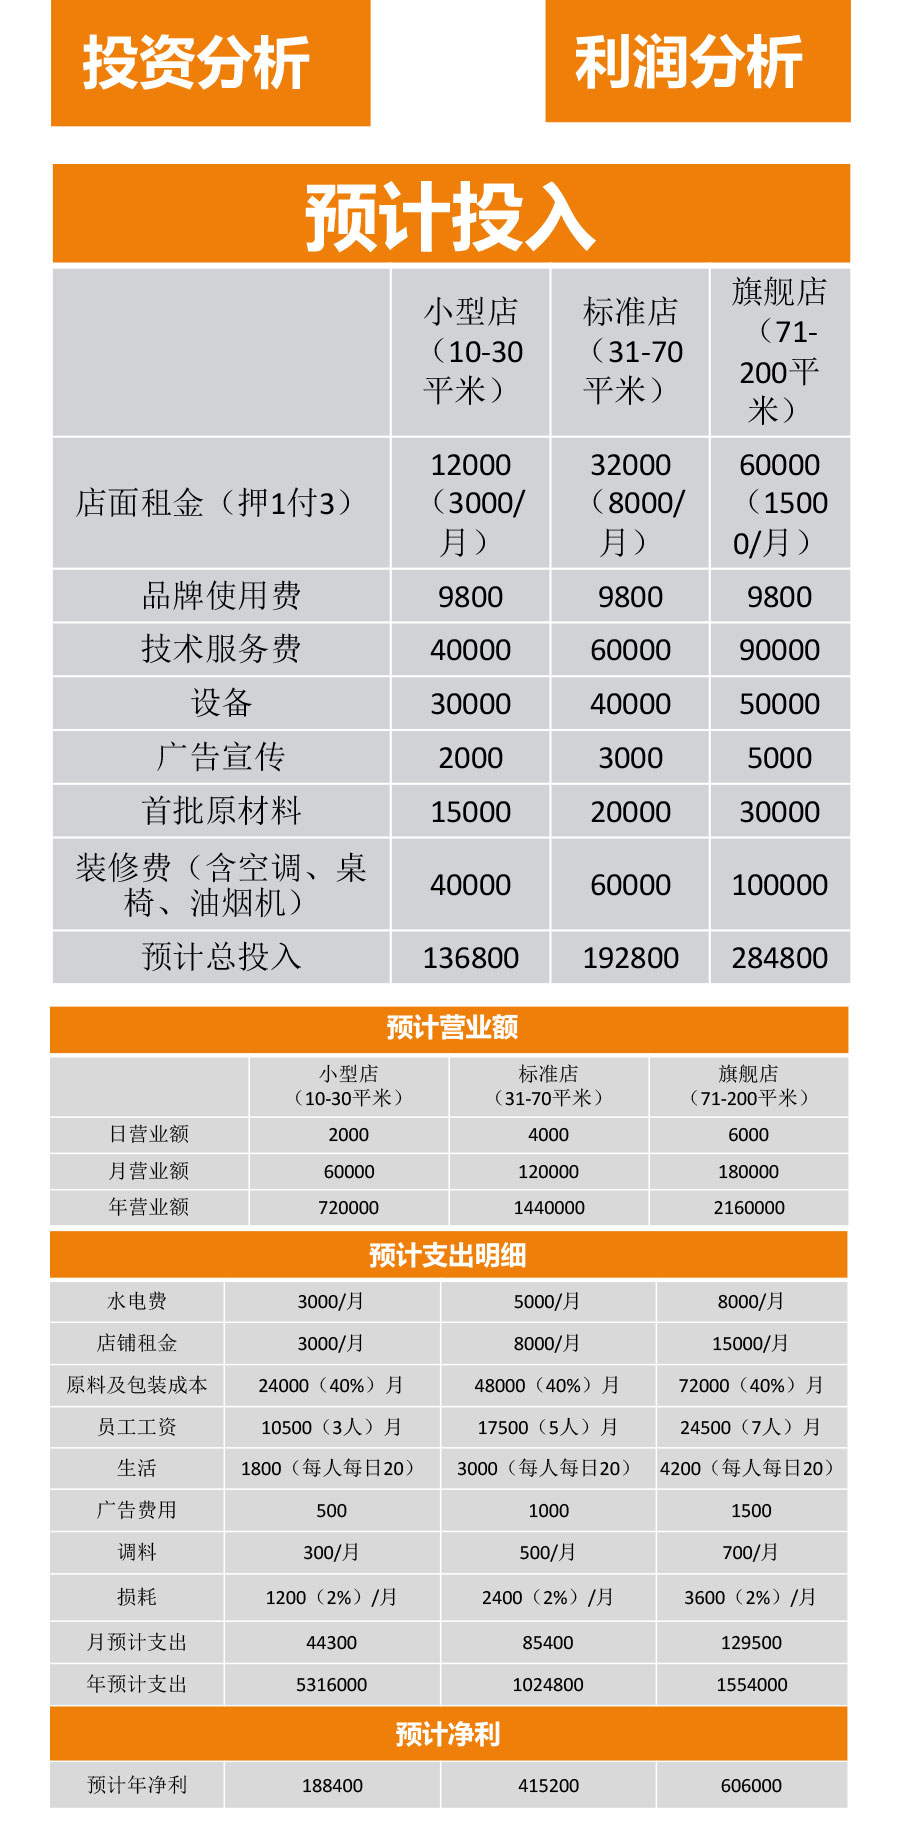 投资分析
利润分析
预计投入
小型店
（10-30
平米）
标准店
（31-70
平米）
旗舰店
（71-
200平
米）
店面租金（押1付3）
12000
（3000/
月）
32000
（8000/
月）
60000
（1500
0/月）
品牌使用费 9800 9800 9800
技术服务费 40000 60000 90000
设备 30000 40000 50000
广告宣传 2000 3000 5000
首批原材料 15000 20000 30000
装修费（含空调、桌
椅、油烟机）
40000 60000 100000
预计总投入 136800 192800 284800
预计营业额
小型店
（10-30平米）
标准店
（31-70平米）
旗舰店
（71-200平米）
日营业额 2000 4000 6000
月营业额 60000 120000 180000
年营业额 720000 1440000 2160000
预计支出明细
水电费 3000/月 5000/月 8000/月
店铺租金 3000/月 8000/月 15000/月
原料及包装成本 24000（40%）月 48000（40%）月 72000（40%）月
员工工资 10500（3人）月 17500（5人）月 24500（7人）月
生活 1800（每人每日20） 3000（每人每日20） 4200（每人每日20）
广告费用 500 1000 1500
调料 300/月 500/月 700/月
损耗 1200（2%）/月 2400（2%）/月 3600（2%）/月
月预计支出 44300 85400 129500
年预计支出 5316000 1024800 1554000
预计净利
预计年净利 188400 415200 606000